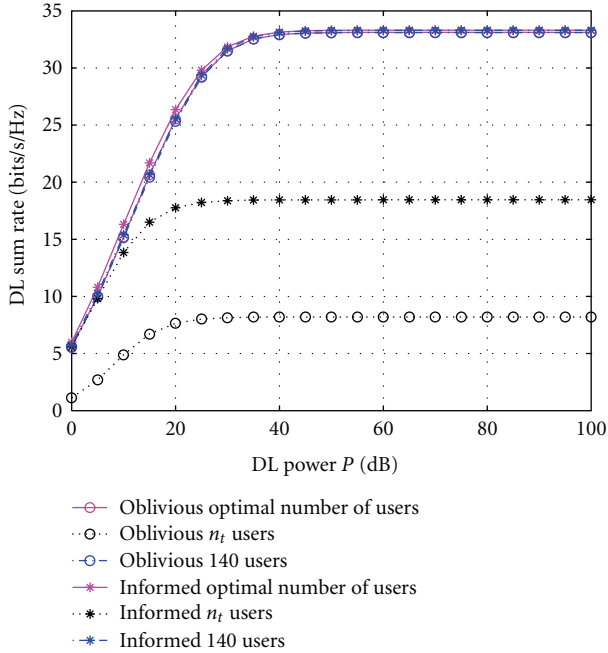 35
30
25
20
15
10
5
0
DL sum rate (bits/s/Hz)
0 20 40 60 80 100
DL power P (dB)
Oblivious optimal number of users
Oblivious nt users
Oblivious 140 users
Informed optimal number of users
Informed nt users
Informed 140 users